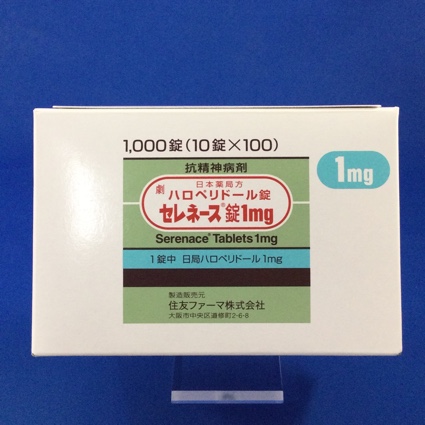 1,000錠(10錠×100)
1mg
抗精神病剤
日本薬局方
劇 ハロペリドール錠
セレネース®錠1mg
Serenace® Tablets 1mg
1錠中 日局ハロペリドール1mg
製造販売元
住友ファーマ株式会社
大阪市中央区道修町2-6-8